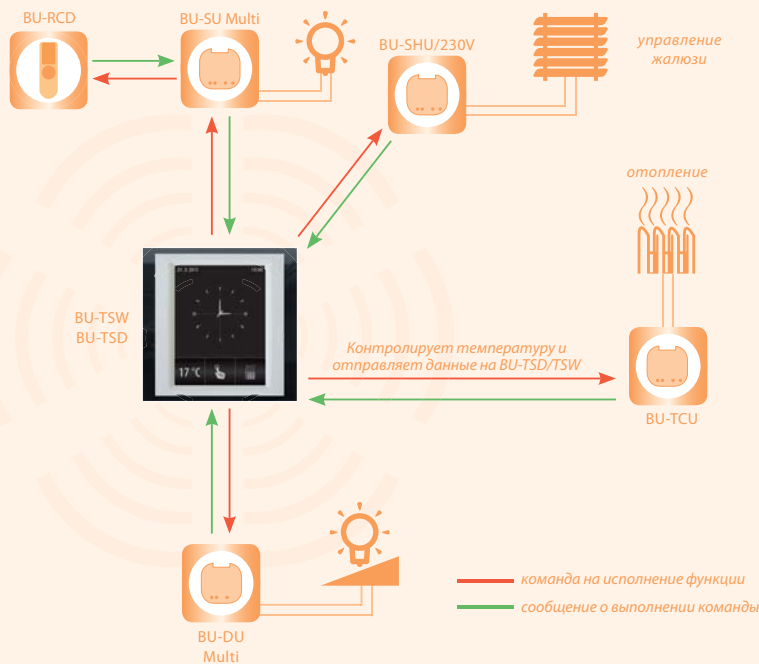 BU-RCD
BU-SU Multi
BU-SHU/230V
управление
жалюзи
отопление
BU-TSW
BU-TSD
17 °C
Контролирует температуру и
отправляет данные на BU-TSD/TSW
BU-TCU
BU-DU
Multi
команда на исполнение функции
сообщение о выполнении команды